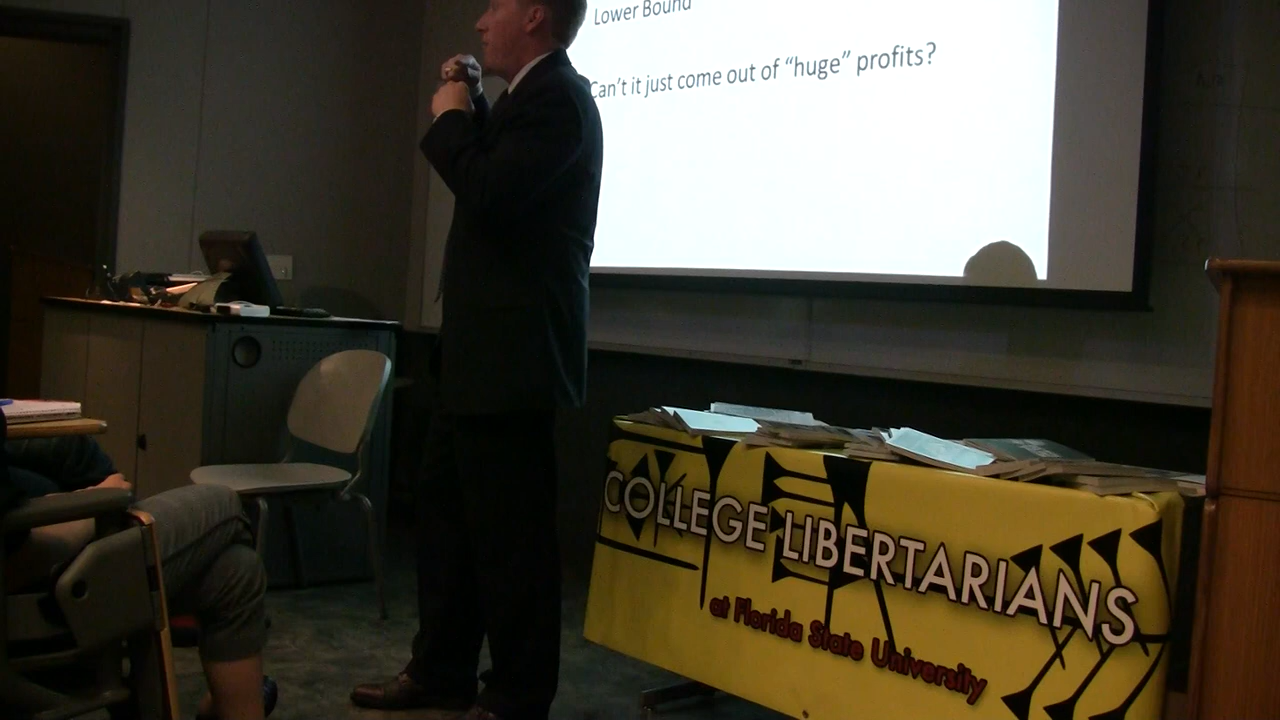 Lower Bound
Can't it just come out of “huge” profits?
COLLEGE LIBERTARIANS
at Florida State University